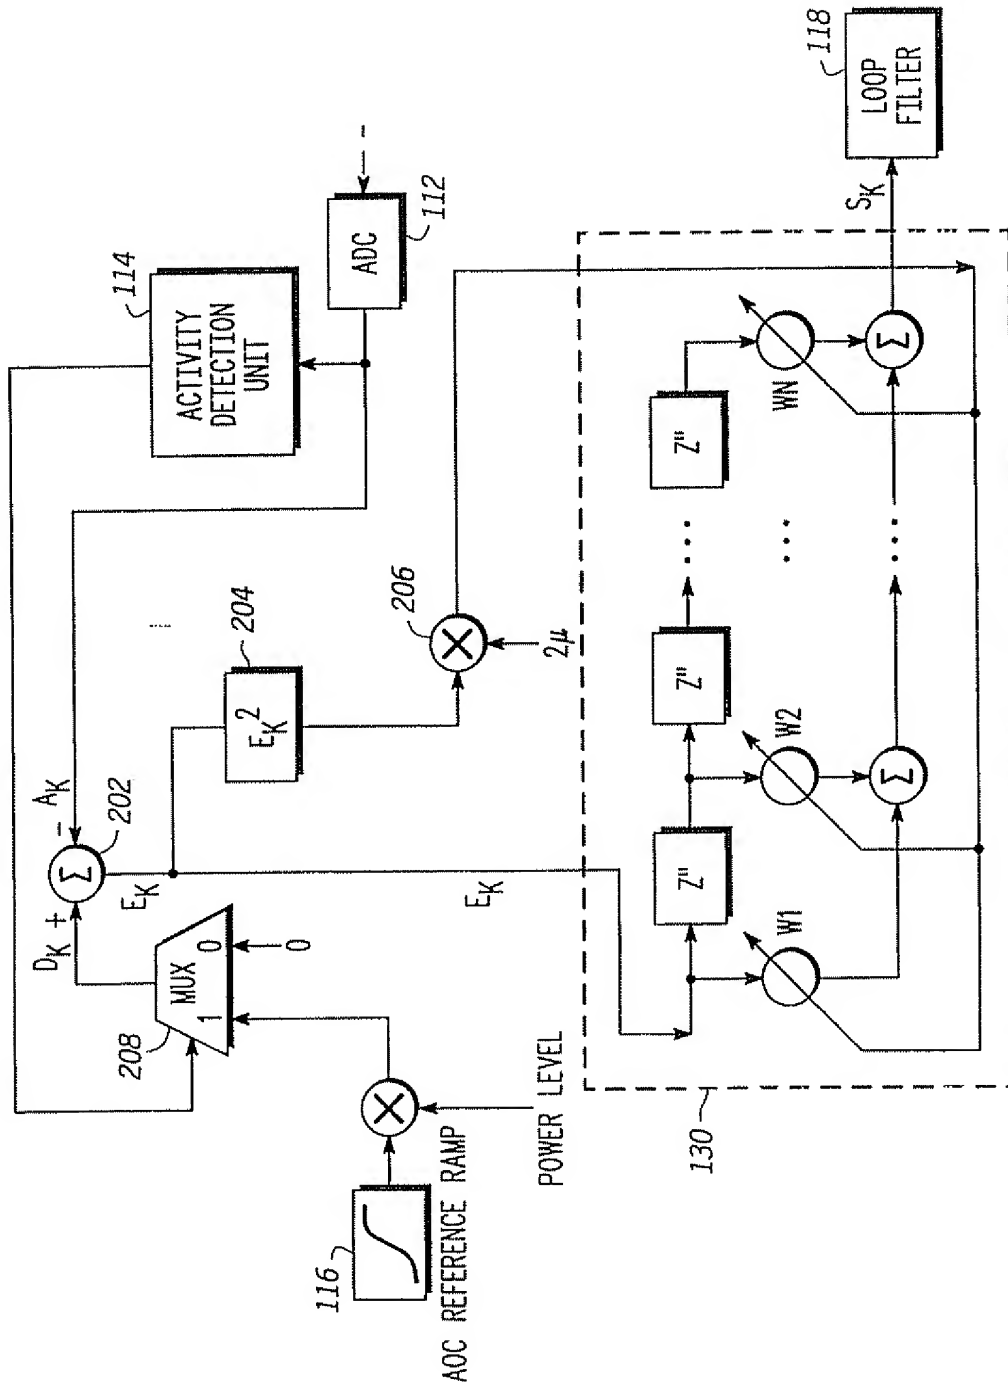 114
ACTIVITY
DETECTION
UNIT
ADC
112
- A_K
202
Σ
D_K +
E_K
204
E_K^2
206
×
2μ
208
MUX
1 0
0
E_K
116
AOC REFERENCE RAMP
×
POWER LEVEL
130
Z"
Z"
...
Z"
W1
W2
...
WN
Σ
...
Σ
S_K
118
LOOP
FILTER